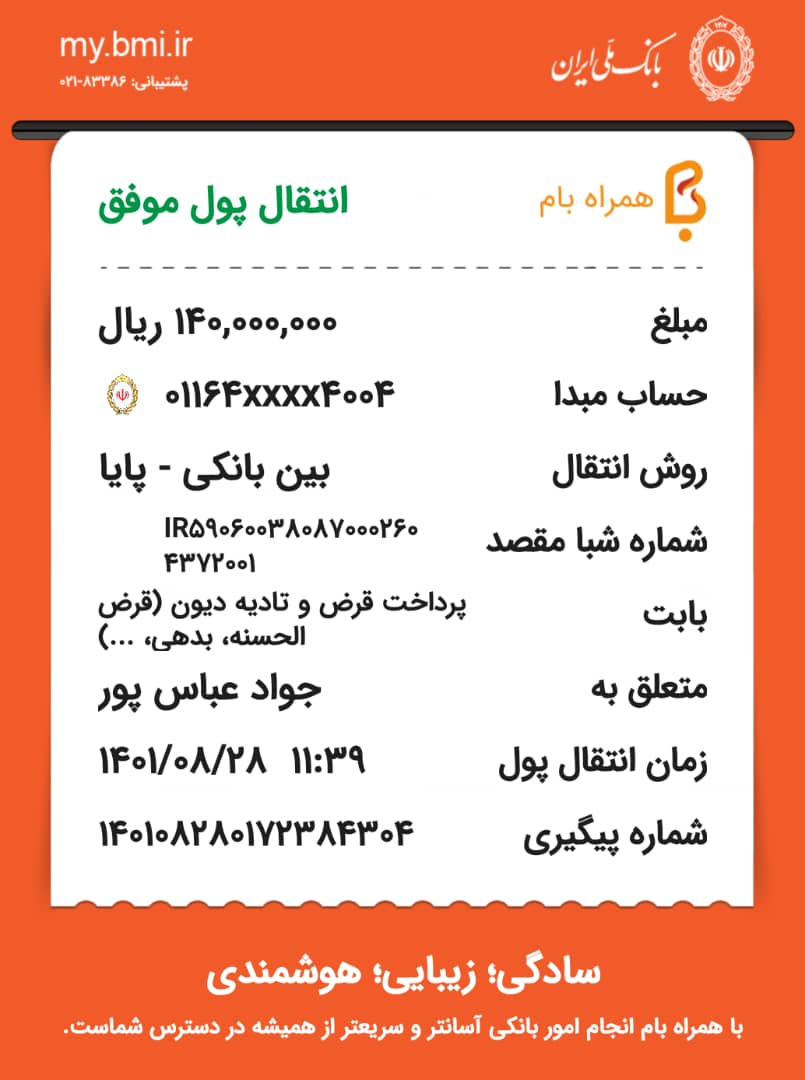 my.bmi.ir
پشتیبانی: ۸۳۳۸۶-۰۲۱
بانک ملی ایران
همراه بام
انتقال پول موفق
مبلغ ۱۴۰,۰۰۰,۰۰۰ ریال
حساب مبدا ۰۱۱۶۴xxxx۴۰۰۴
روش انتقال بین بانکی - پایا
شماره شبا مقصد IR۵۹۰۶۰۰۳۸۰۸۷۰۰۰۲۶۰
۴۳۷۲۰۰۱
بابت پرداخت قرض و تادیه دیون (قرض
الحسنه، بدهی، ...)
متعلق به جواد عباس پور
زمان انتقال پول ۱۱:۳۹ ۱۴۰۱/۰۸/۲۸
شماره پیگیری ۱۴۰۱۰۸۲۸۰۱۷۲۳۸۴۳۰۴
سادگی؛ زیبایی؛ هوشمندی
با همراه بام انجام امور بانکی آسانتر و سریعتر از همیشه در دسترس شماست.